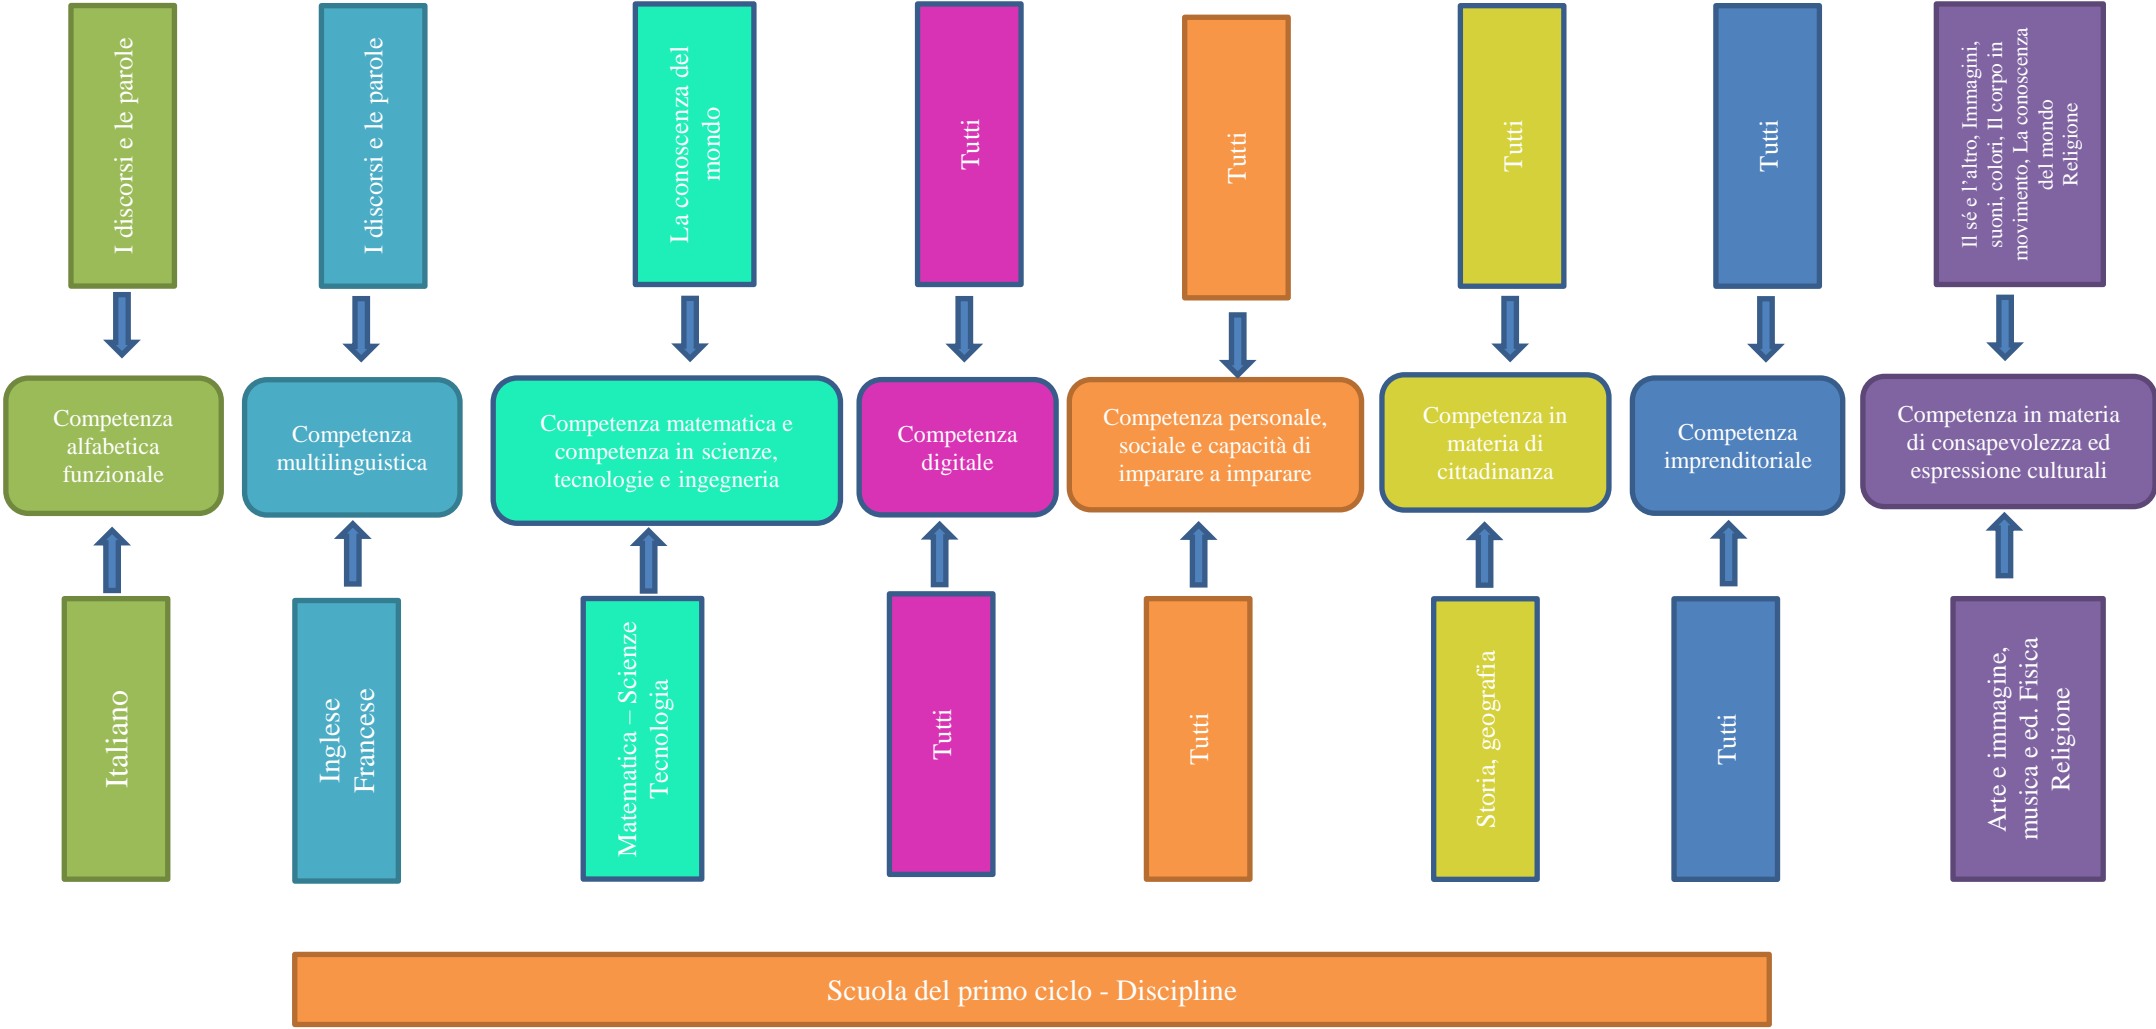 I discorsi e le parole
I discorsi e le parole
La conoscenza del
mondo
Tutti
Tutti
Tutti
Tutti
Il sé e l'altro, Immagini,
suoni, colori, Il corpo in
movimento, La conoscenza
del mondo
Religione
Competenza
alfabetica
funzionale
Competenza
multilinguistica
Competenza matematica e
competenza in scienze,
tecnologie e ingegneria
Competenza
digitale
Competenza personale,
sociale e capacità di
imparare a imparare
Competenza in
materia di
cittadinanza
Competenza
imprenditoriale
Competenza in materia
di consapevolezza ed
espressione culturali
Italiano
Inglese
Francese
Matematica – Scienze
Tecnologia
Tutti
Tutti
Storia, geografia
Tutti
Arte e immagine,
musica e ed. Fisica
Religione
Scuola del primo ciclo - Discipline